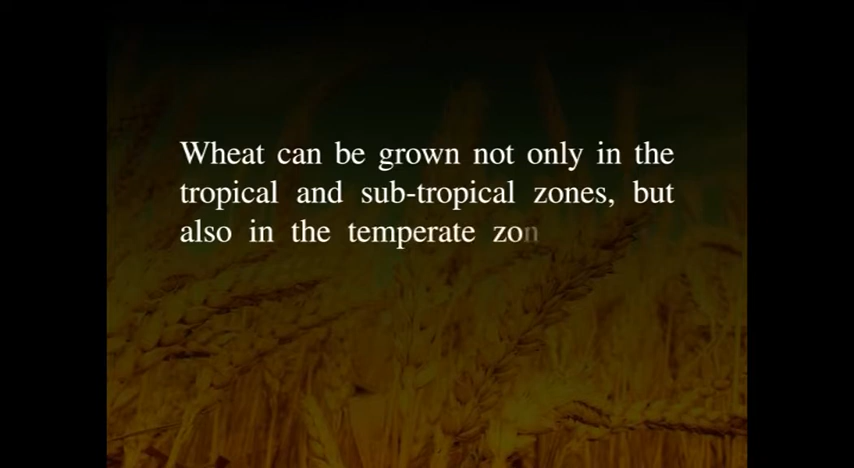 Wheat can be grown not only in the
tropical and sub-tropical zones, but
also in the temperate zon